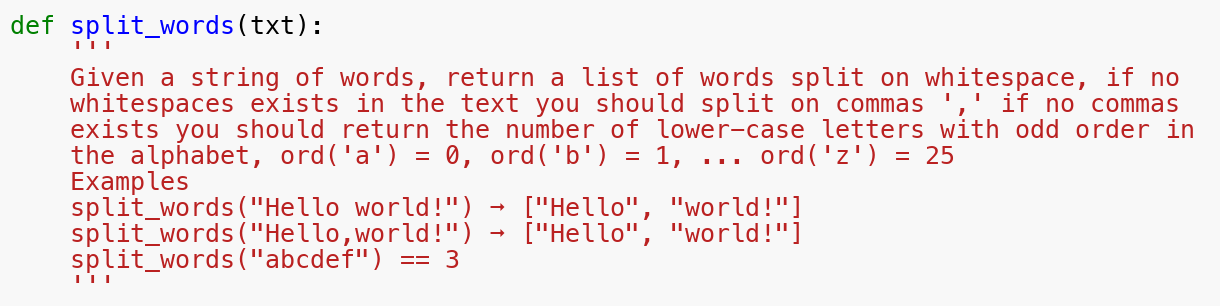 def split_words(txt):
    '''
    Given a string of words, return a list of words split on whitespace, if no
    whitespaces exists in the text you should split on commas ',' if no commas
    exists you should return the number of lower-case letters with odd order in
    the alphabet, ord('a') = 0, ord('b') = 1, ... ord('z') = 25
    Examples
    split_words("Hello world!") → ["Hello", "world!"]
    split_words("Hello,world!") → ["Hello", "world!"]
    split_words("abcdef") == 3
    '''